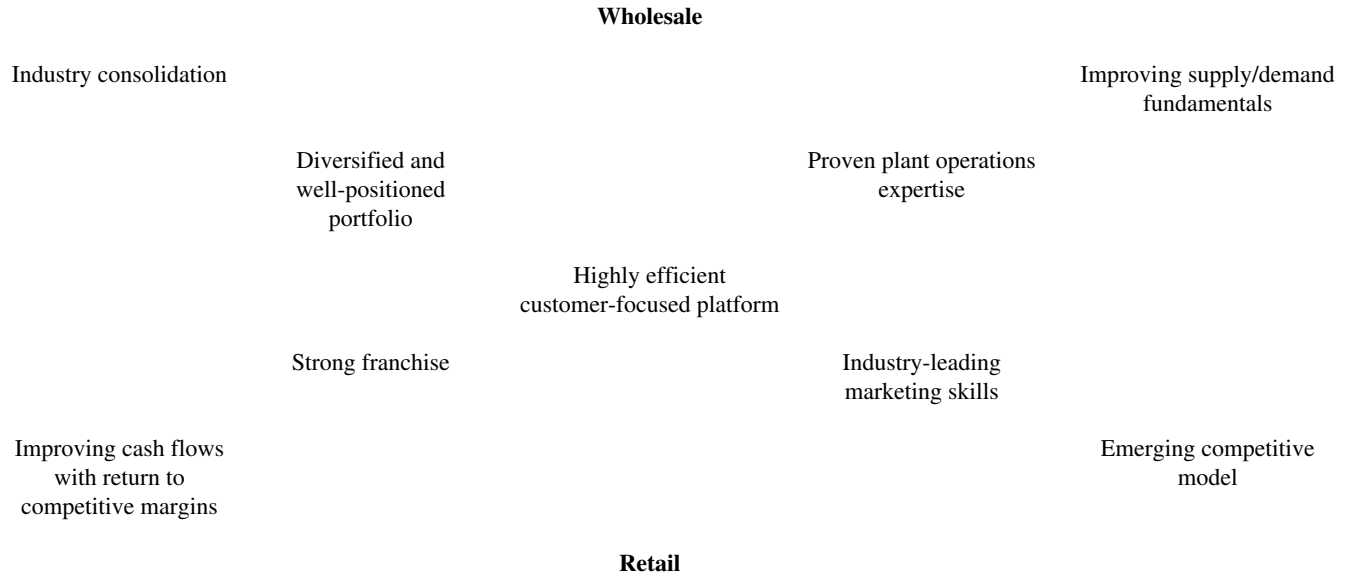 Wholesale
Industry consolidation
Improving supply/demand
fundamentals
Diversified and
well-positioned
portfolio
Proven plant operations
expertise
Highly efficient
customer-focused platform
Strong franchise
Industry-leading
marketing skills
Improving cash flows
with return to
competitive margins
Emerging competitive
model
Retail